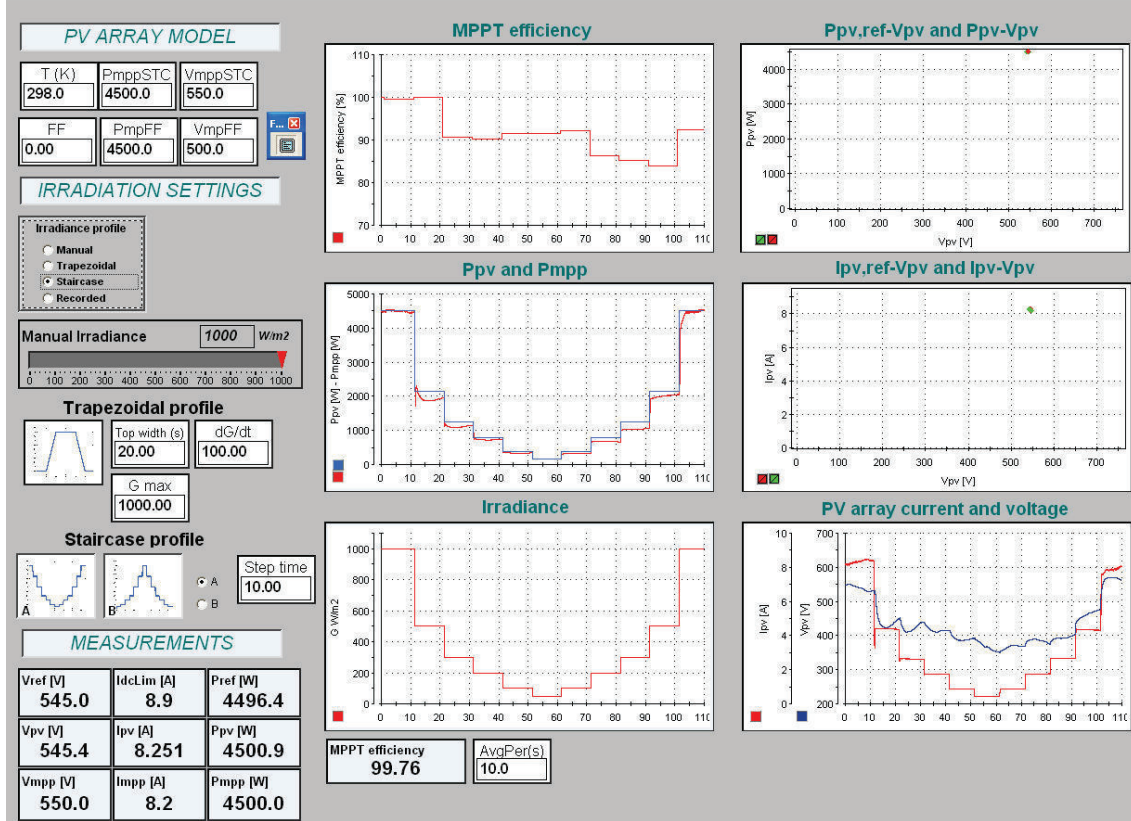 PV ARRAY MODEL
T (K) PmppSTC VmppSTC
298.0 4500.0 550.0
FF PmpFF VmpFF
0.00 4500.0 500.0
F...
IRRADIATION SETTINGS
Irradiance profile
Manual
Trapezoidal
Staircase
Recorded
Manual Irradiance 1000 W/m2
0 100 200 300 400 500 600 700 800 900 1000
Trapezoidal profile
Top width (s) dG/dt
20.00 100.00
G max
1000.00
Staircase profile
A B
A
B
Step time
10.00
MEASUREMENTS
Vref [V] IdcLim [A] Pref [W]
545.0 8.9 4496.4
Vpv [V] Ipv [A] Ppv [W]
545.4 8.251 4500.9
Vmpp [V] Impp [A] Pmpp [W]
550.0 8.2 4500.0
MPPT efficiency
MPPT efficiency [%]
110
100
90
80
70
0 10 20 30 40 50 60 70 80 90 100 110
Ppv and Pmpp
Ppv [W] - Pmpp [W]
5000
4000
3000
2000
1000
0
0 10 20 30 40 50 60 70 80 90 100 110
Irradiance
G W/m2
1000
800
600
400
200
0
0 10 20 30 40 50 60 70 80 90 100 110
MPPT efficiency
99.76
AvgPer(s)
10.0
Ppv,ref-Vpv and Ppv-Vpv
Ppv [W]
4000
3000
2000
1000
0
0 100 200 300 400 500 600 700
Vpv [V]
Ipv,ref-Vpv and Ipv-Vpv
Ipv [A]
8
6
4
2
0
0 100 200 300 400 500 600 700
Vpv [V]
PV array current and voltage
Ipv [A]
10
8
6
4
2
0
Vpv [V]
700
600
500
400
300
200
0 10 20 30 40 50 60 70 80 90 100 110